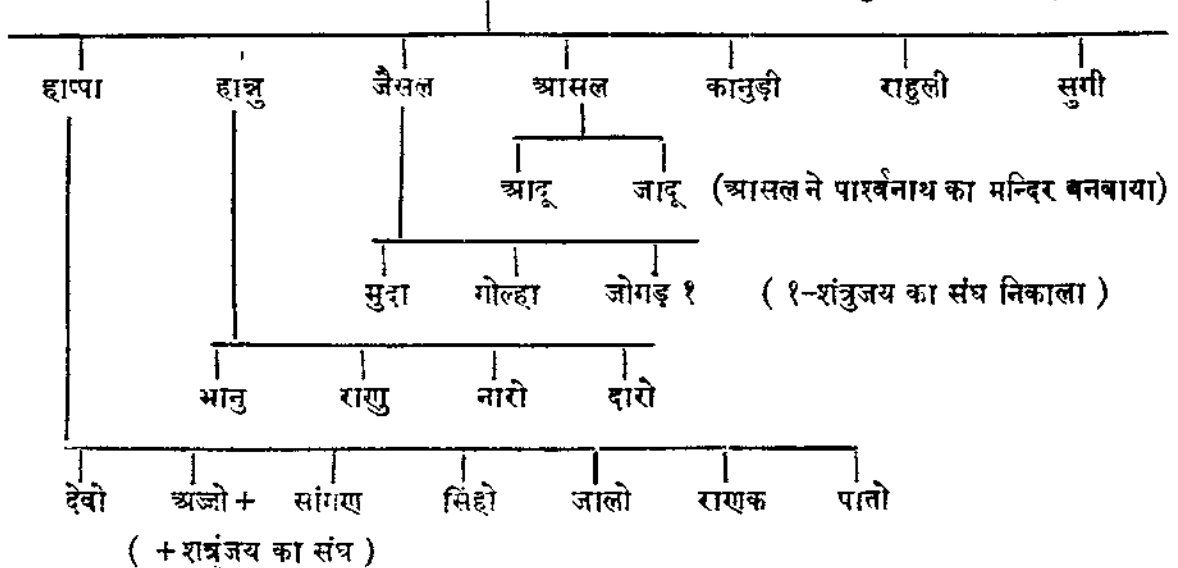 हाप्पा हान्नु जैसल आसल कानुड़ी राहुली सुगी
आदू जादू (आसल ने पार्श्वनाथ का मन्दिर बनवाया)
मुदा गोल्हा जोगड़ १ ( १-शंत्रुजय का संघ निकाला )
भानु राणु नारो दारो
देवो अज्जो + सांगण सिंहो जालो राणक पातो
( +शत्रुंजय का संघ )